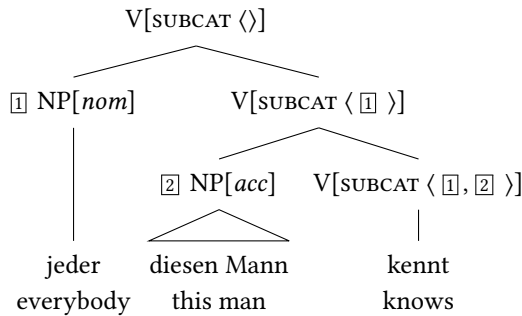 V[SUBCAT ⟨⟩]
1 NP[nom] V[SUBCAT ⟨ 1 ⟩]
2 NP[acc] V[SUBCAT ⟨ 1, 2 ⟩]
jeder diesen Mann kennt
everybody this man knows